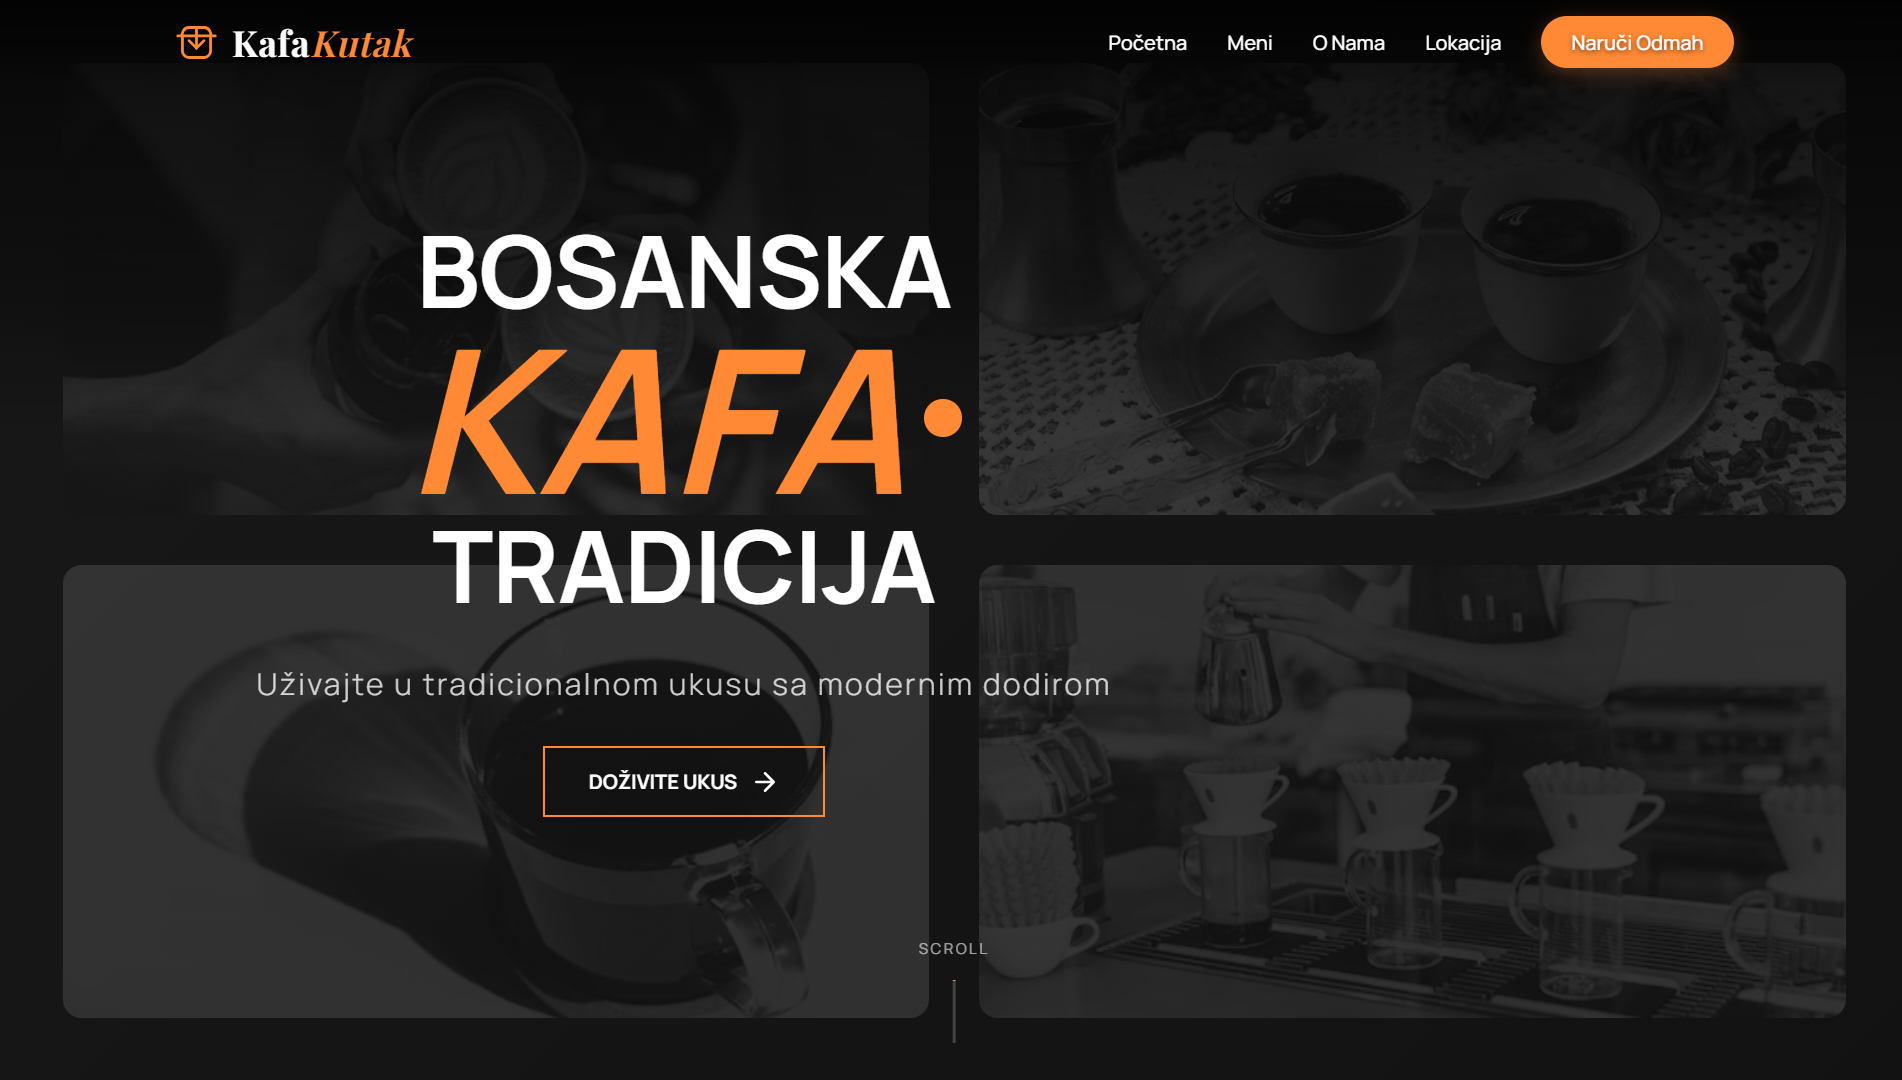 KafaKutak
Početna Meni O Nama Lokacija Naruči Odmah
BOSANSKA
KAFA
TRADICIJA
Uživajte u tradicionalnom ukusu sa modernim dodirom
DOŽIVITE UKUS
SCROLL